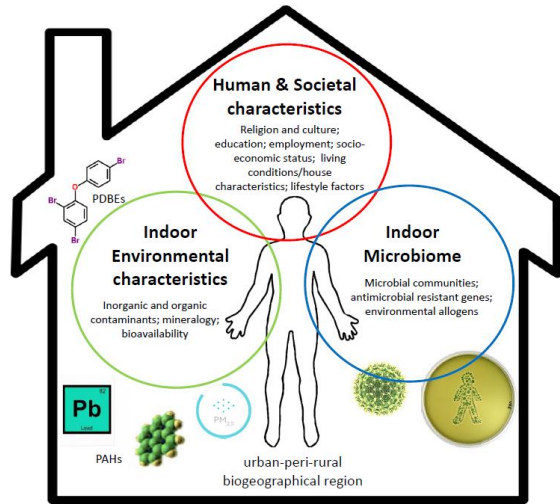 Human & Societal
characteristics
Religion and culture;
education; employment; socio-
economic status; living
conditions/house
characteristics; lifestyle factors
Br
O
Br
PDBEs
Br
Indoor
Environmental
characteristics
Inorganic and organic
contaminants; mineralogy;
bioavailability
Indoor
Microbiome
Microbial communities;
antimicrobial resistant genes;
environmental allogens
82
Pb
Lead
PM2.5
PAHs
urban-peri-rural
biogeographical region